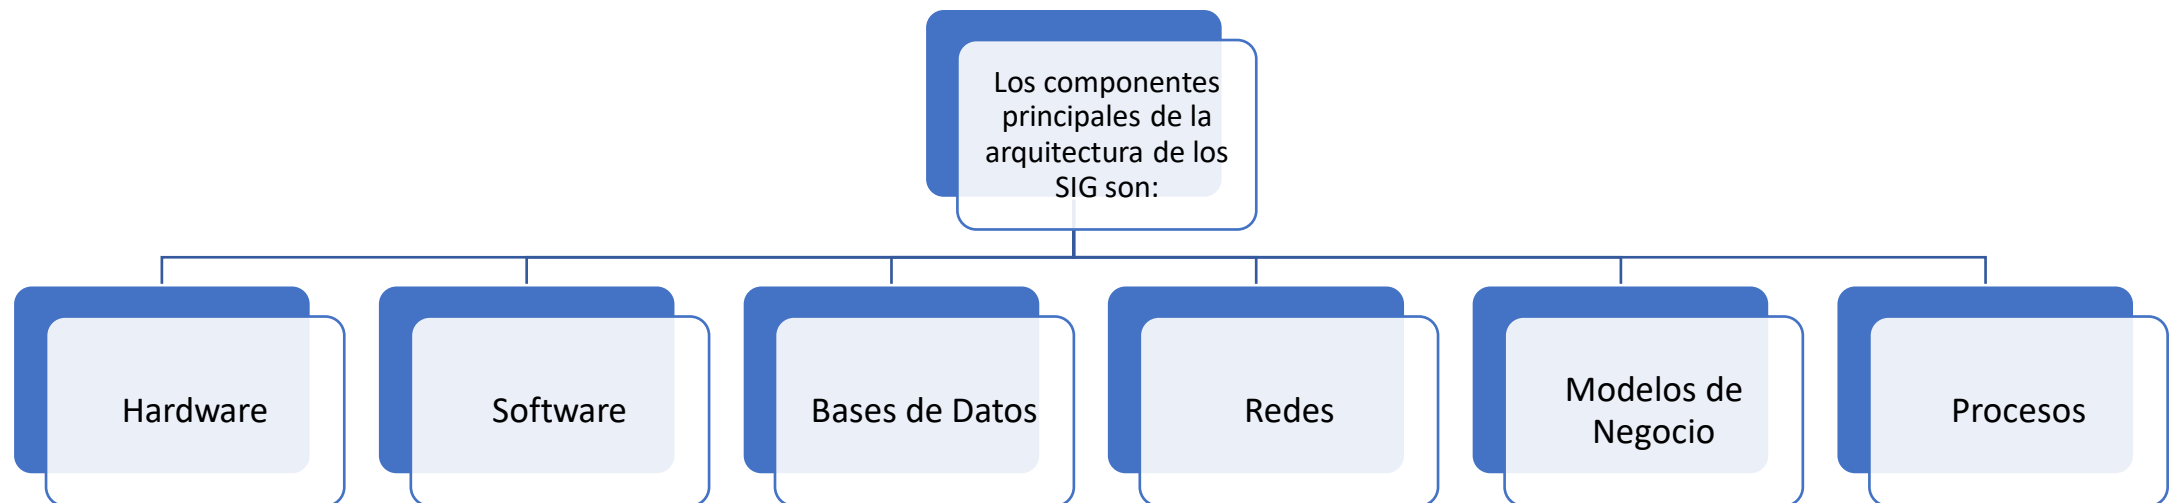 Los componentes
principales de la
arquitectura de los
SIG son:
Hardware
Software
Bases de Datos
Redes
Modelos de
Negocio
Procesos